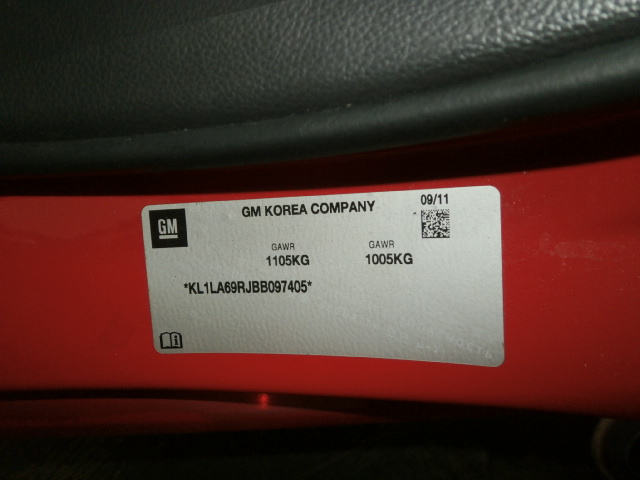 GM
GM KOREA COMPANY
09/11
GAWR GAWR
1105KG 1005KG
*KL1LA69RJBB097405*